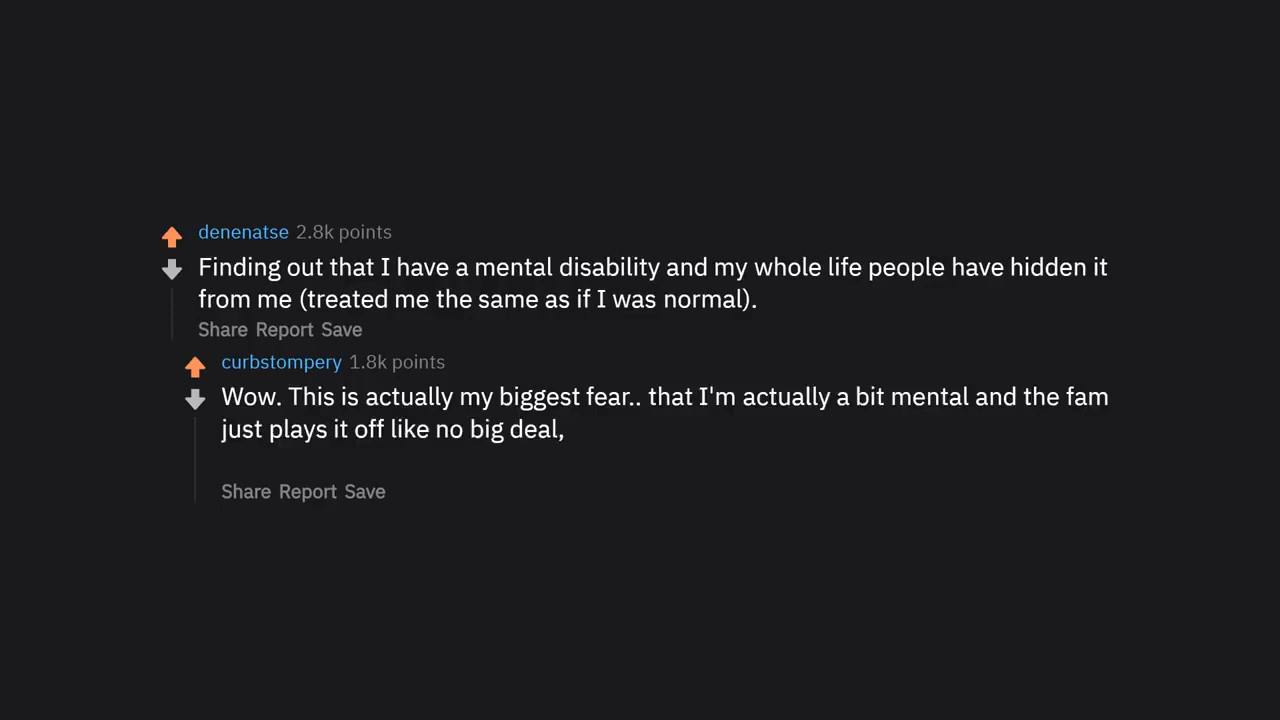 denenatse 2.8k points
Finding out that I have a mental disability and my whole life people have hidden it
from me (treated me the same as if I was normal).
Share Report Save
curbstompery 1.8k points
Wow. This is actually my biggest fear.. that I'm actually a bit mental and the fam
just plays it off like no big deal,
Share Report Save